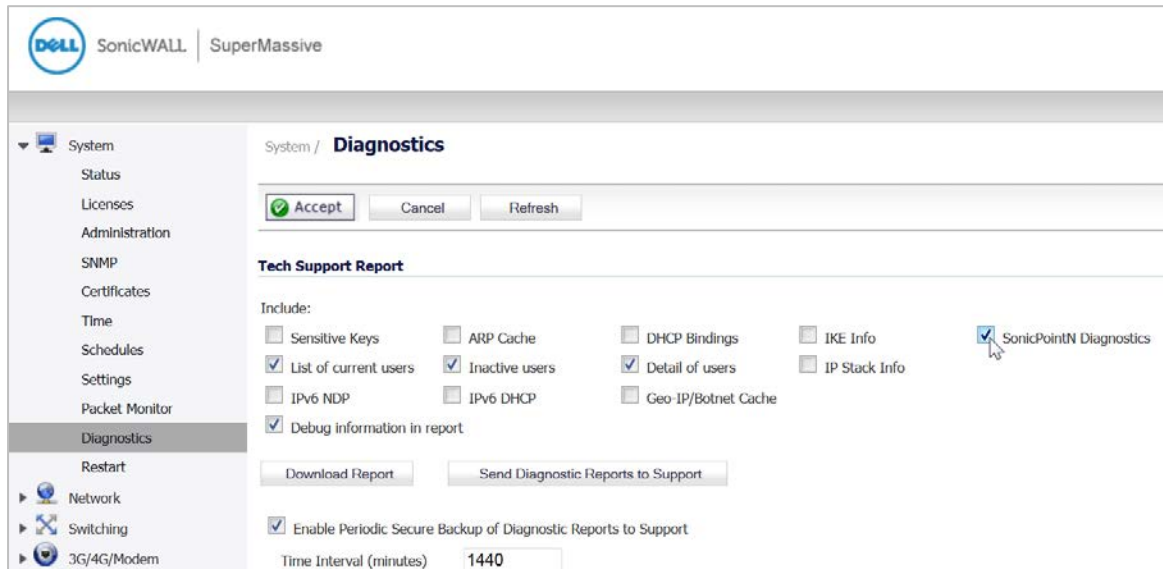 DELL SonicWALL | SuperMassive
System
Status
Licenses
Administration
SNMP
Certificates
Time
Schedules
Settings
Packet Monitor
Diagnostics
Restart
Network
Switching
3G/4G/Modem
System / Diagnostics
Accept Cancel Refresh
Tech Support Report
Include:
Sensitive Keys ARP Cache DHCP Bindings IKE Info SonicPointN Diagnostics
List of current users Inactive users Detail of users IP Stack Info
IPv6 NDP IPv6 DHCP Geo-IP/Botnet Cache
Debug information in report
Download Report Send Diagnostic Reports to Support
Enable Periodic Secure Backup of Diagnostic Reports to Support
Time Interval (minutes) 1440